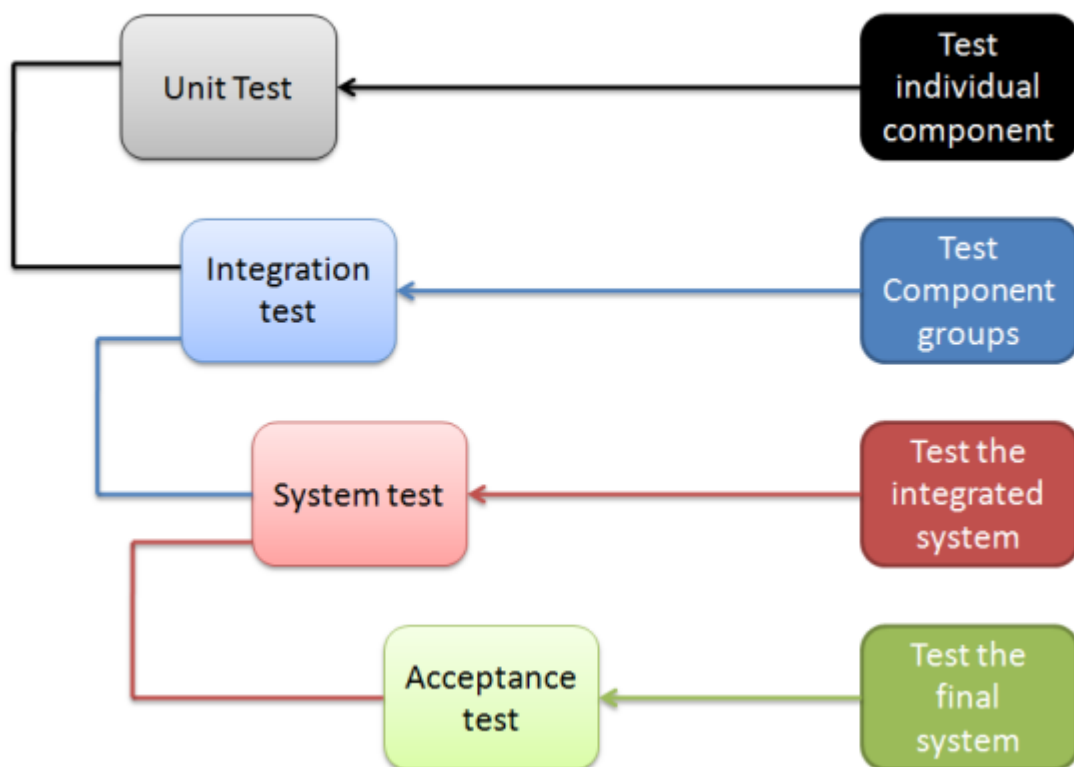 Unit Test
Test
individual
component
Integration
test
Test
Component
groups
System test
Test the
integrated
system
Acceptance
test
Test the
final
system